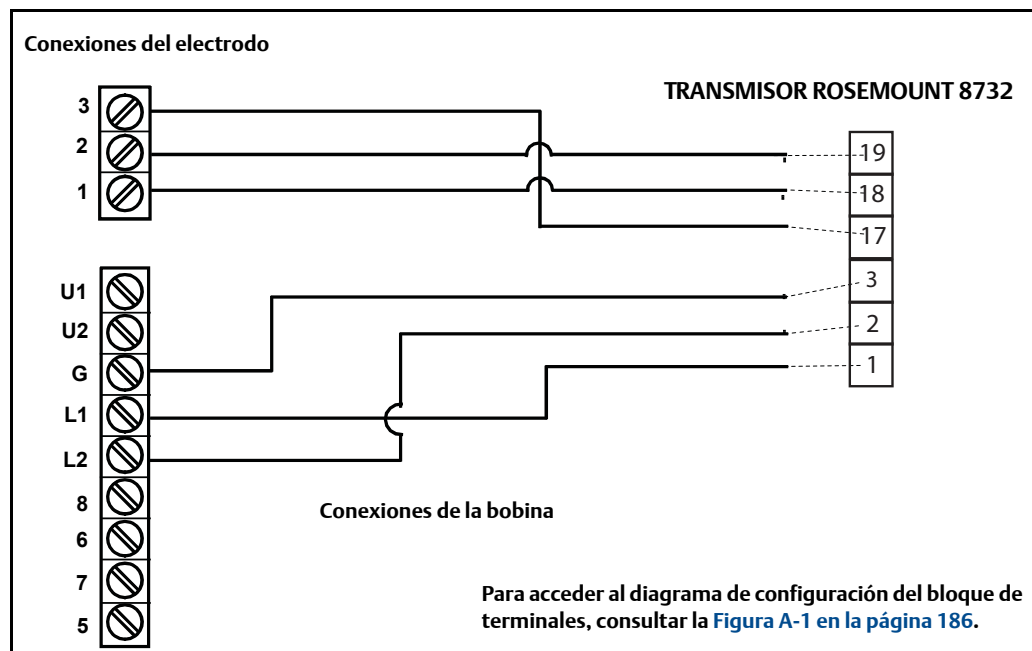 Conexiones del electrodo
TRANSMISOR ROSEMOUNT 8732
3
2
1
19
18
17
3
2
1
U1
U2
G
L1
L2
8
6
7
5
Conexiones de la bobina
Para acceder al diagrama de configuración del bloque de
terminales, consultar la Figura A-1 en la página 186.